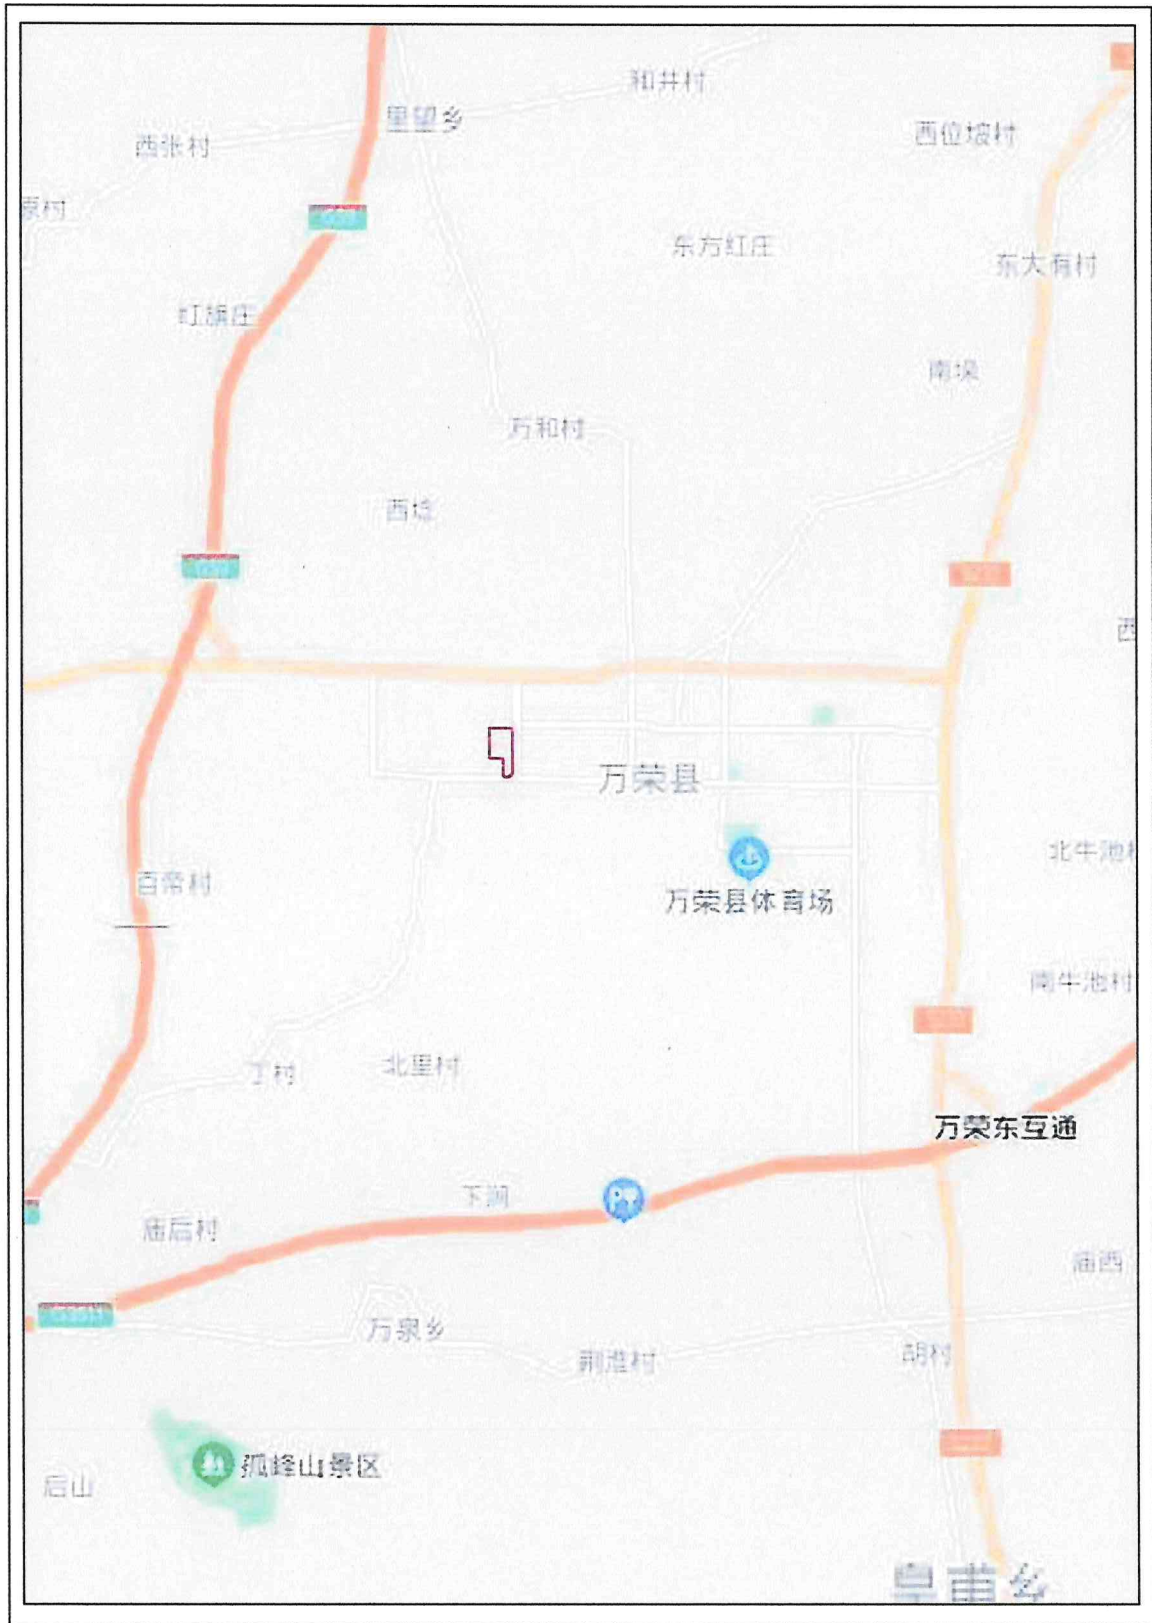 和井村
里望乡
西张村
西位坡村
原村
东方红庄
东大有村
红旗庄
南垛
万和村
西埝
西
万荣县
北牛池村
百帝村
万荣县体育场
南牛池村
丁村
北里村
万荣东互通
下涧
庙后村
庙西
万泉乡
荆淮村
胡村
孤峰山景区
后山
皇甫乡